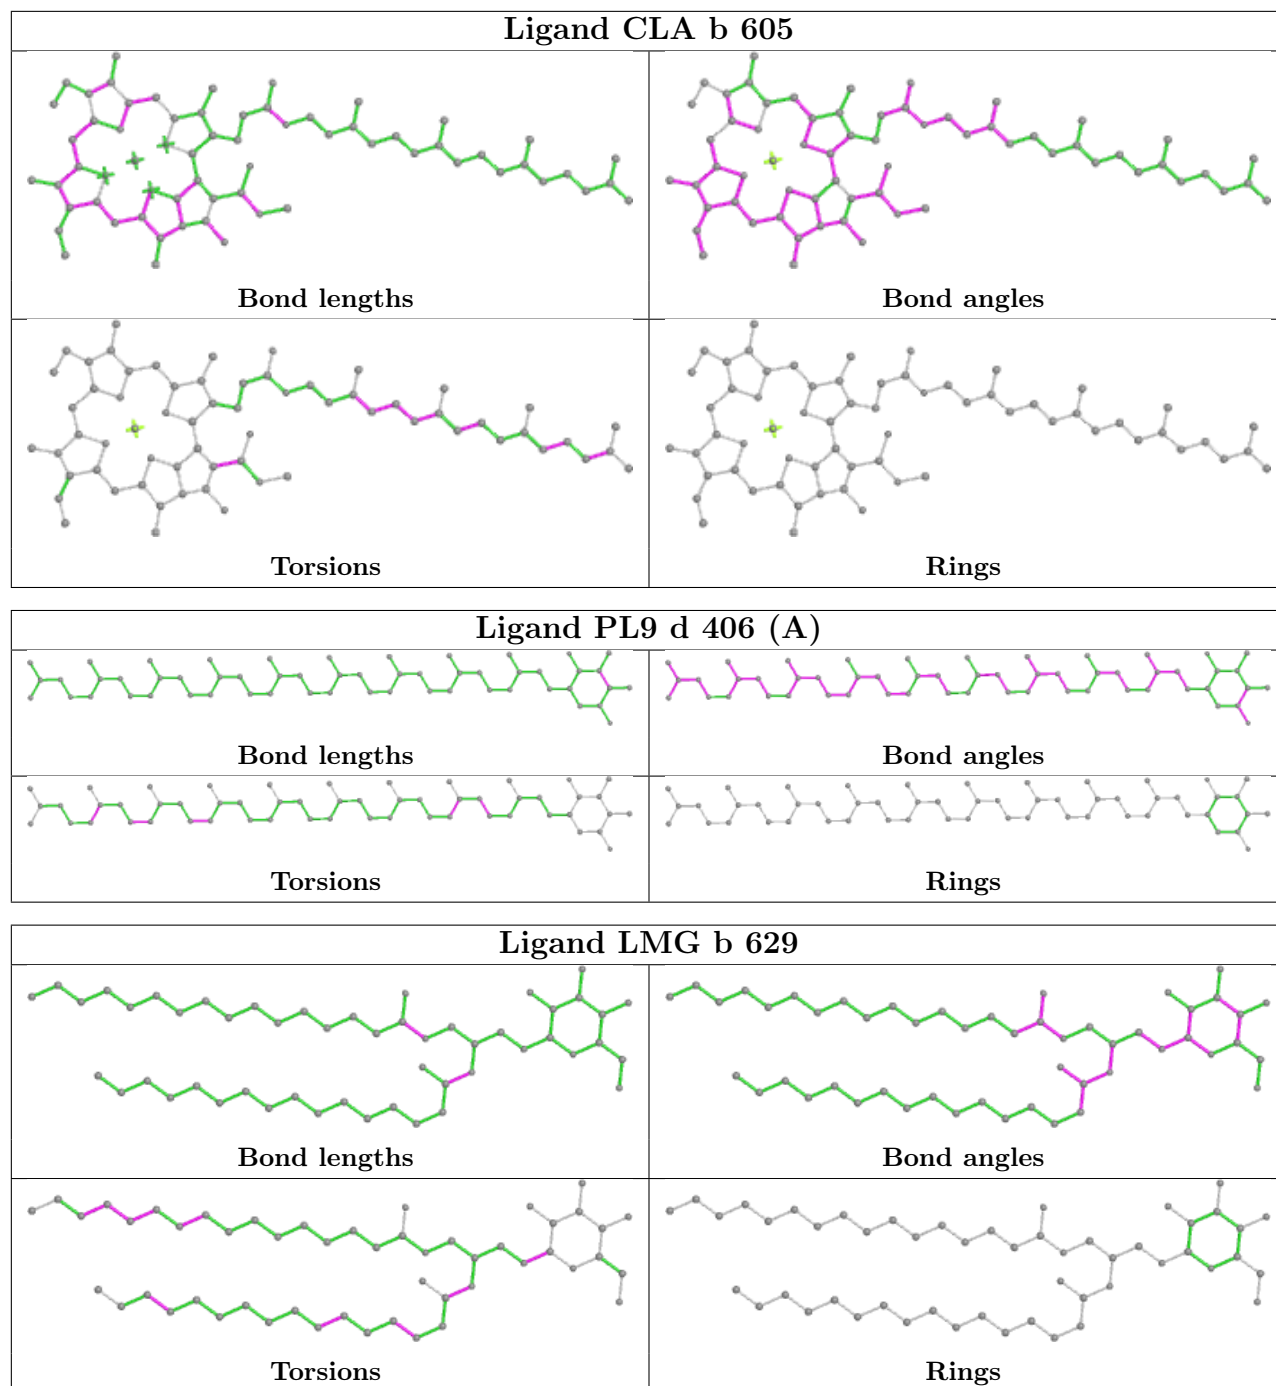 Ligand CLA b 605
Bond lengths
Bond angles
Torsions
Rings
Ligand PL9 d 406 (A)
Bond lengths
Bond angles
Torsions
Rings
Ligand LMG b 629
Bond lengths
Bond angles
Torsions
Rings